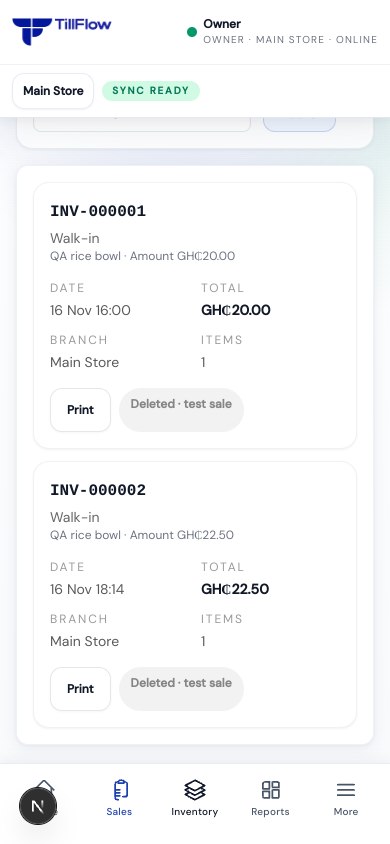 TillFlow
Owner
OWNER · MAIN STORE · ONLINE
Main Store
SYNC READY
INV-000001
Walk-in
QA rice bowl · Amount GH₵20.00
DATE
TOTAL
16 Nov 16:00
GH₵20.00
BRANCH
ITEMS
Main Store
1
Print
Deleted · test sale
INV-000002
Walk-in
QA rice bowl · Amount GH₵22.50
DATE
TOTAL
16 Nov 18:14
GH₵22.50
BRANCH
ITEMS
Main Store
1
Print
Deleted · test sale
N
Sales
Inventory
Reports
More